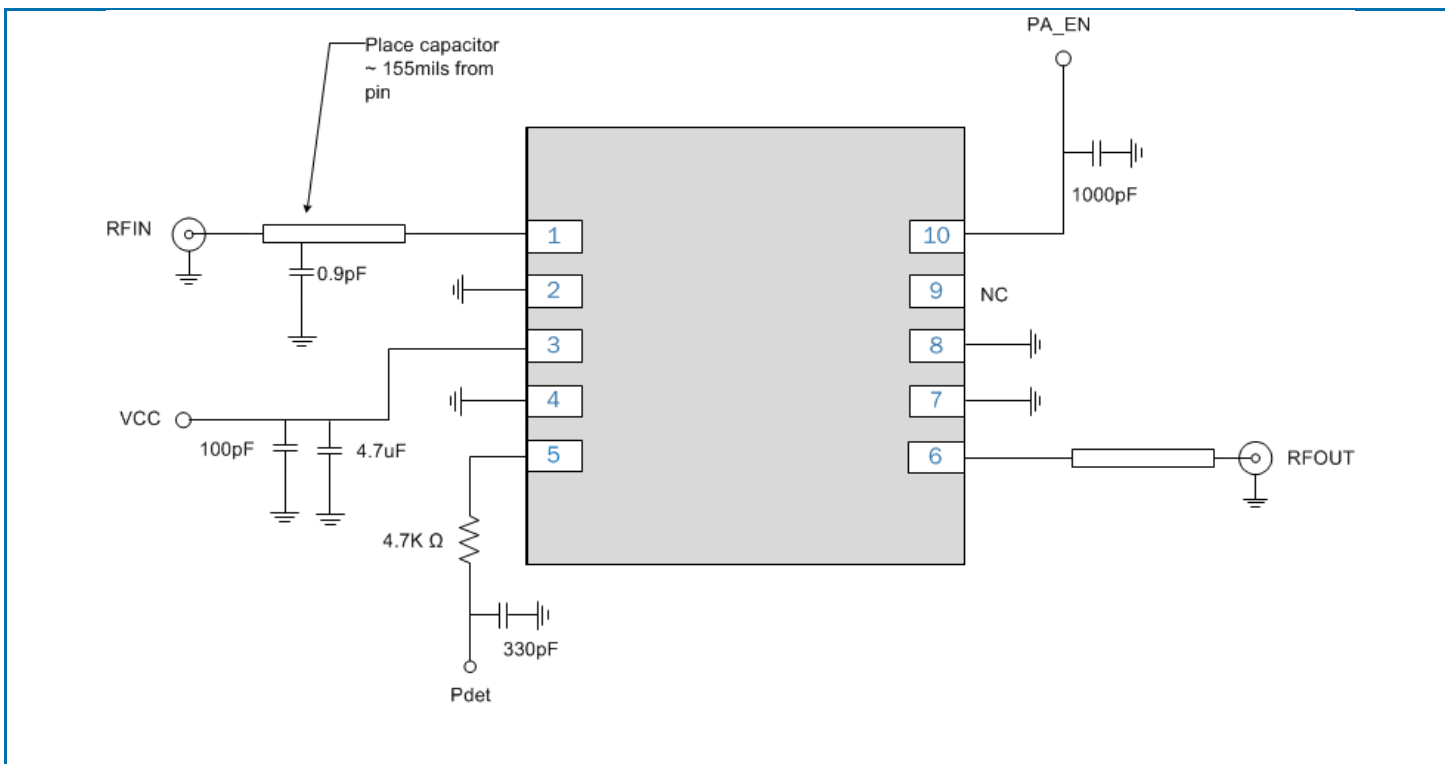 PA_EN
Place capacitor
~ 155mils from
pin
1000pF
RFIN
1
10
0.9pF
2
9
NC
3
8
VCC
4
7
100pF
4.7uF
5
6
RFOUT
4.7K Ω
330pF
Pdet